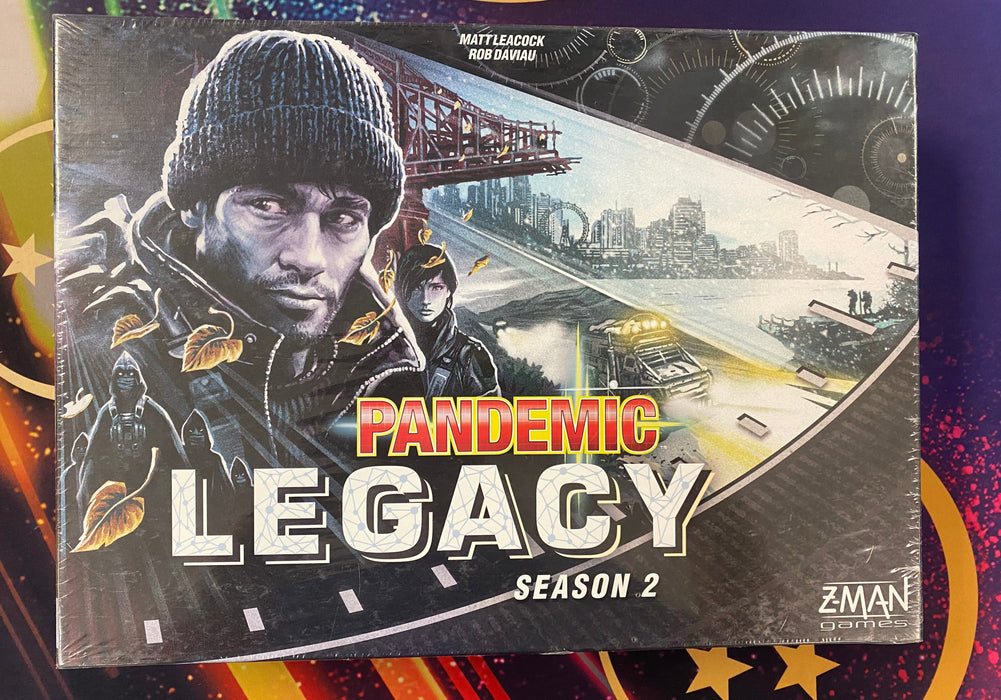 MATT LEACOCK
ROB DAVIAU
PANDEMIC
LEGACY
SEASON 2
Z-MAN
games